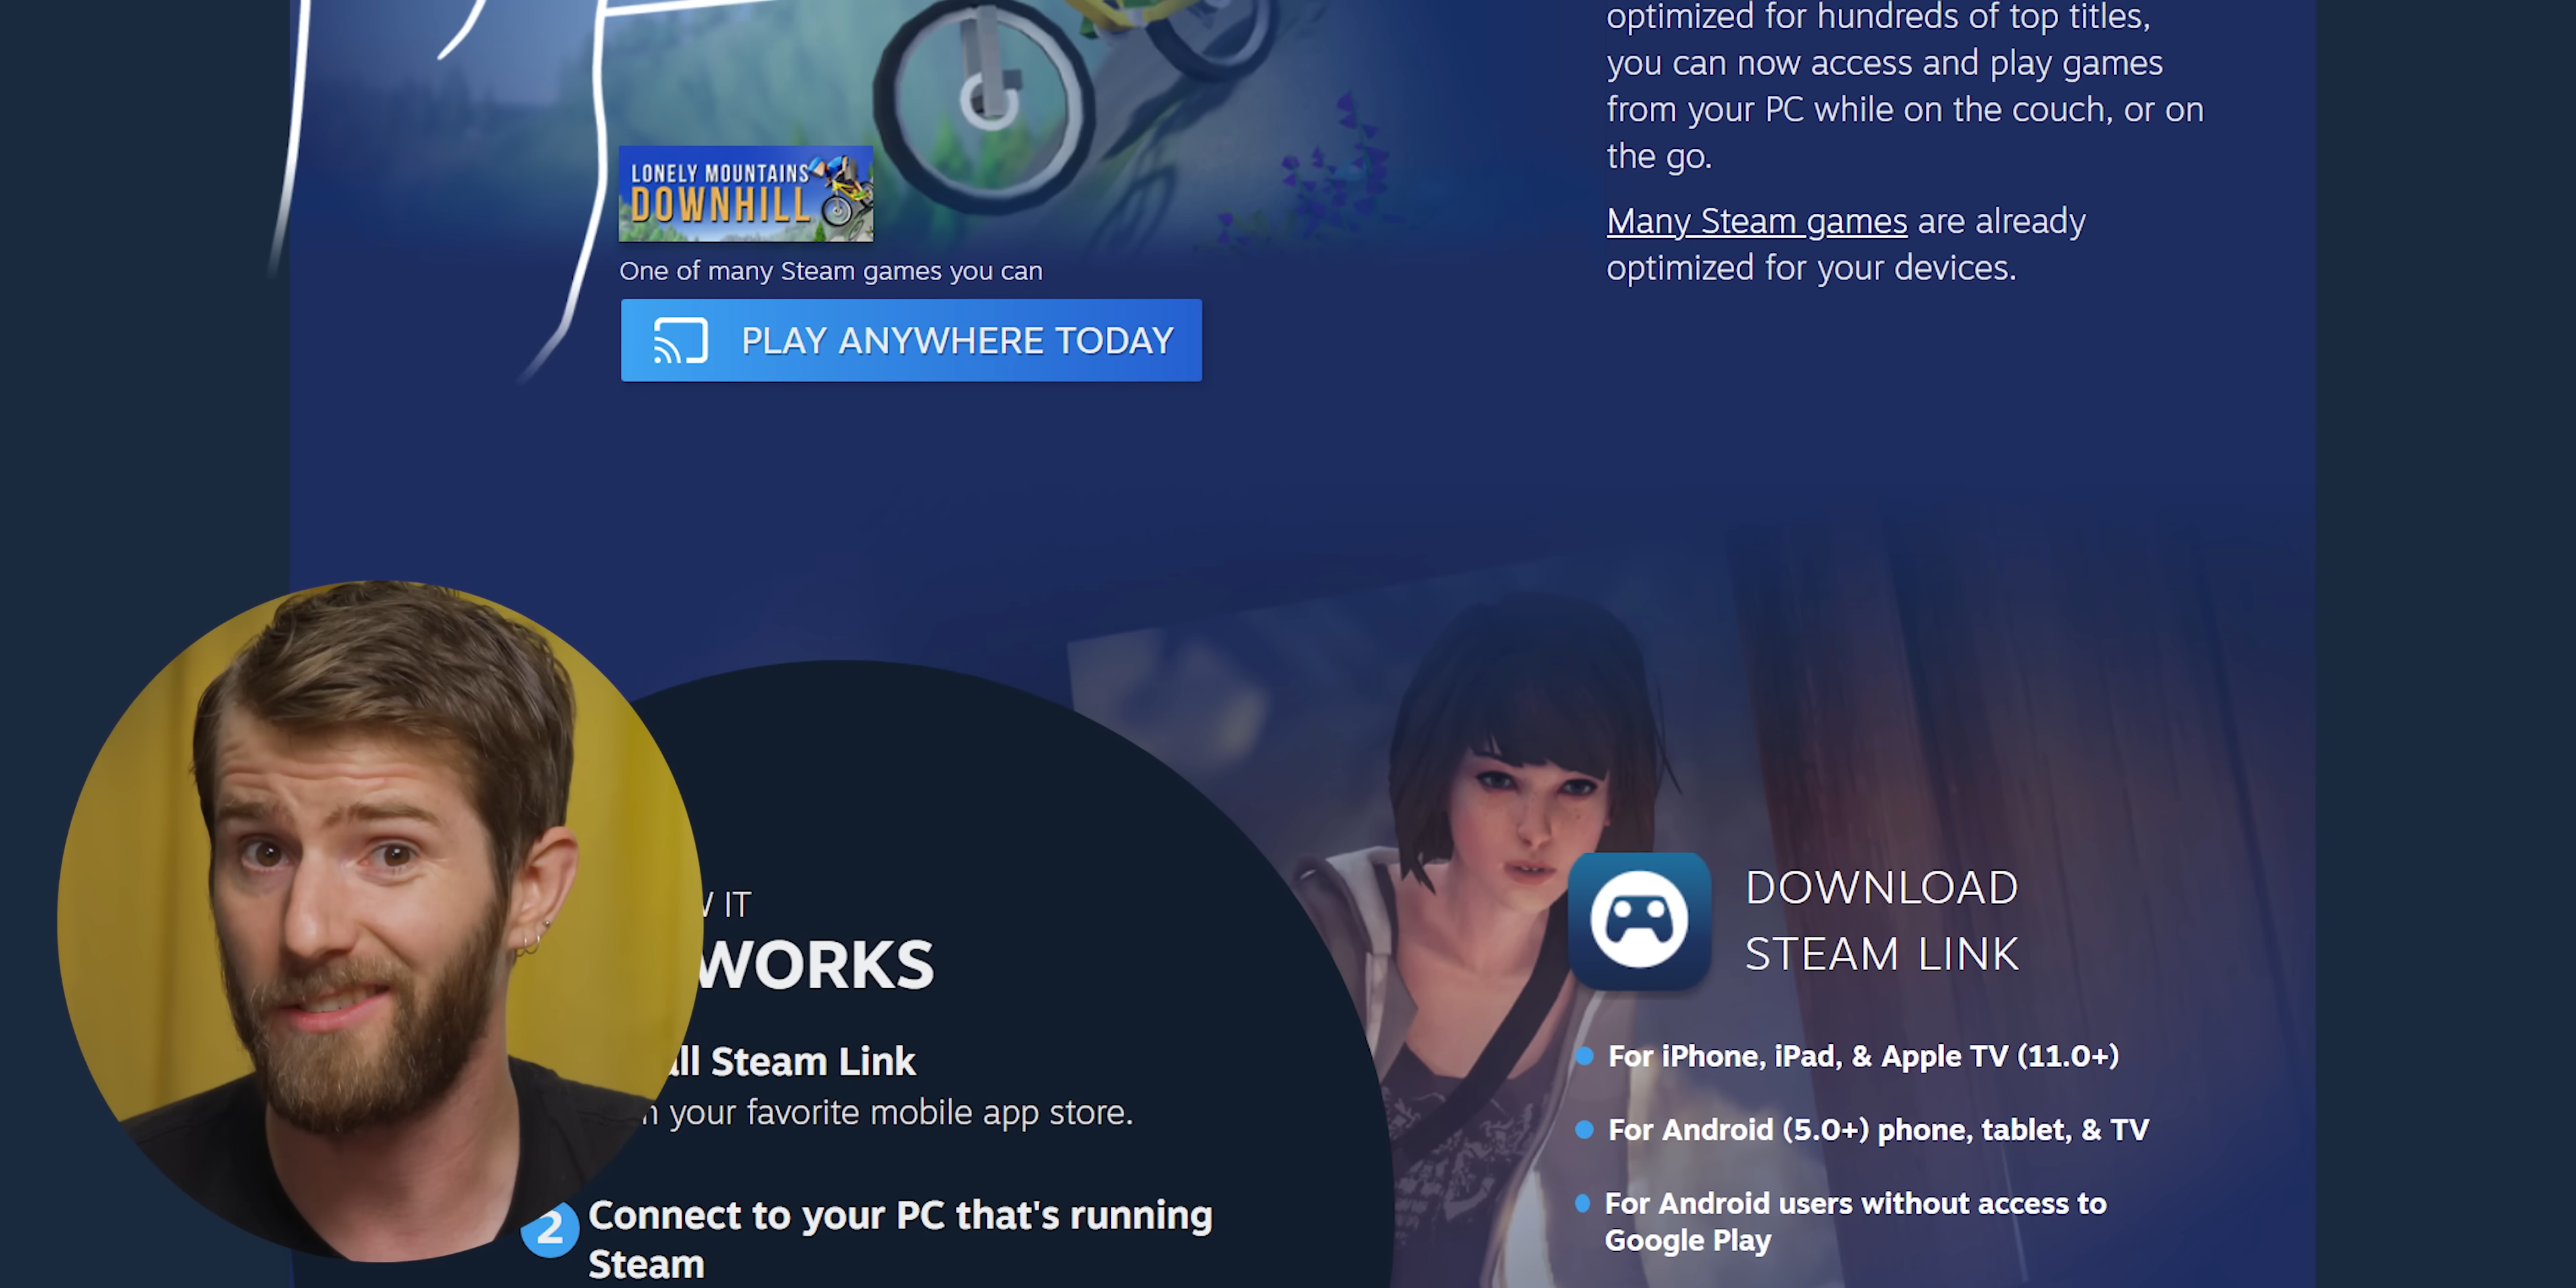 optimized for hundreds of top titles,
you can now access and play games
from your PC while on the couch, or on
the go.
Many Steam games are already
optimized for your devices.
LONELY MOUNTAINS
DOWNHILL
One of many Steam games you can
PLAY ANYWHERE TODAY
IT
WORKS
Steam Link
your favorite mobile app store.
2 Connect to your PC that's running
Steam
DOWNLOAD
STEAM LINK
For iPhone, iPad, & Apple TV (11.0+)
For Android (5.0+) phone, tablet, & TV
For Android users without access to
Google Play